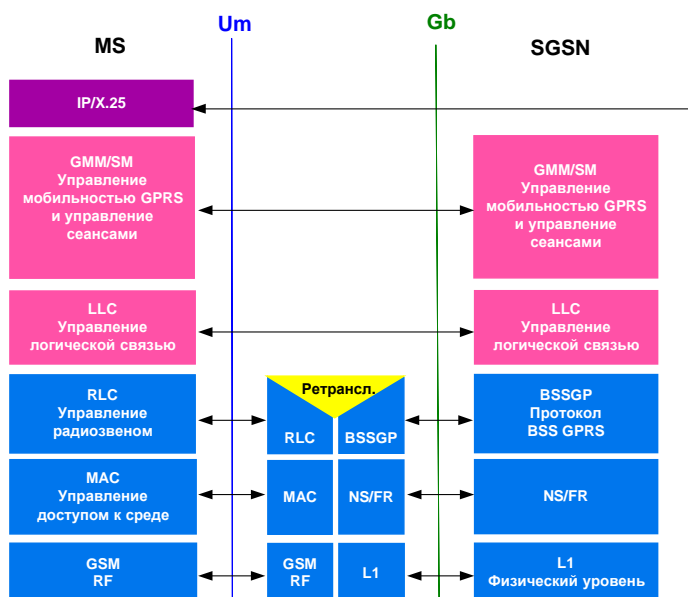 Um
Gb
MS
SGSN
IP/X.25
GMM/SM
Управление
мобильностью GPRS
и управление
сеансами
GMM/SM
Управление
мобильностью GPRS
и управление
сеансами
LLC
Управление
логической связью
LLC
Управление
логической связью
RLC
Управление
радиозвеном
Ретрансл.
RLC
BSSGP
BSSGP
Протокол
BSS GPRS
MAC
Управление
доступом к среде
MAC
NS/FR
NS/FR
GSM
RF
GSM
RF
L1
L1
Физический уровень